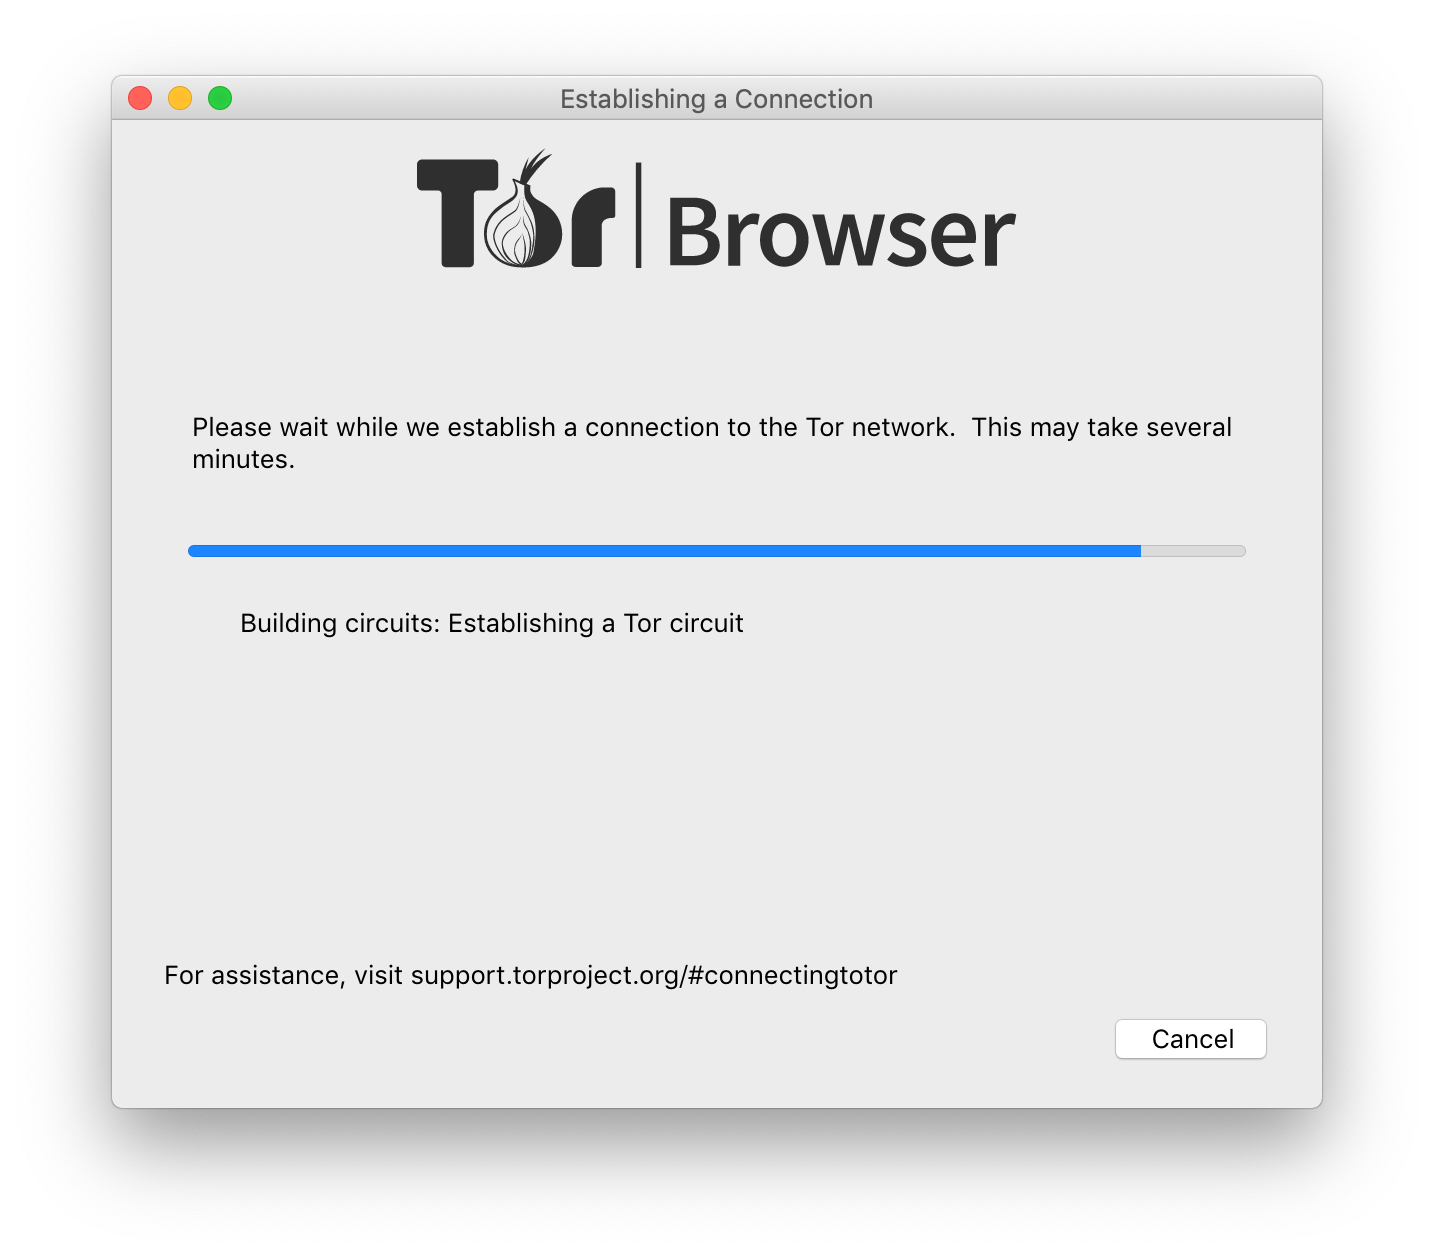 Establishing a Connection
Tor | Browser
Please wait while we establish a connection to the Tor network.  This may take several
minutes.
Building circuits: Establishing a Tor circuit
For assistance, visit support.torproject.org/#connectingtotor
Cancel